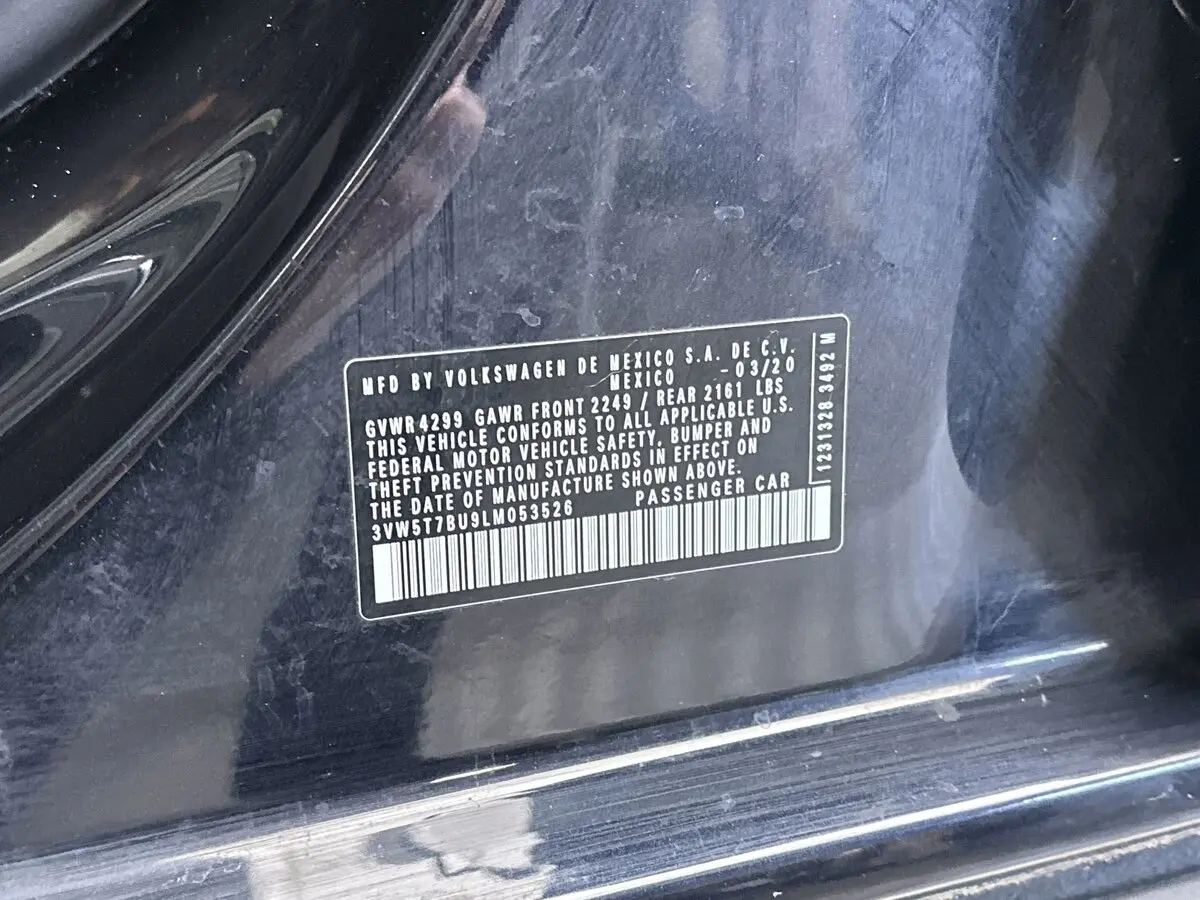 MFD BY VOLKSWAGEN DE MEXICO S.A. DE C.V.
MEXICO - 03/20
GVWR 4299 GAWR FRONT 2249 / REAR 2161 LBS
THIS VEHICLE CONFORMS TO ALL APPLICABLE U.S.
FEDERAL MOTOR VEHICLE SAFETY, BUMPER AND
THEFT PREVENTION STANDARDS IN EFFECT ON
THE DATE OF MANUFACTURE SHOWN ABOVE.
3VW5T7BU9LM053526 PASSENGER CAR
1231328 3492 M